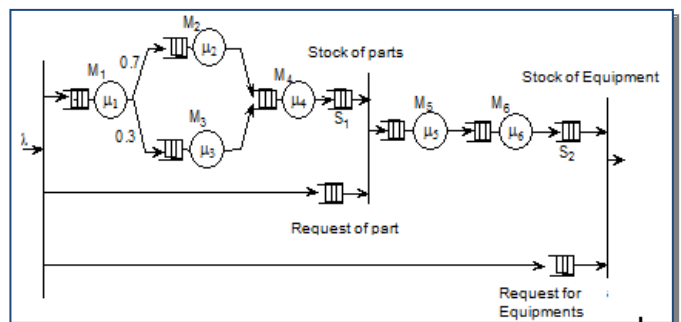 M2
μ2
Stock of parts
0.7
M1
M4
Stock of Equipment
μ1
μ4
S1
M5
M6
M3
μ5
μ6
0.3
μ3
S2
λ
Request of part
Request for
Equipments